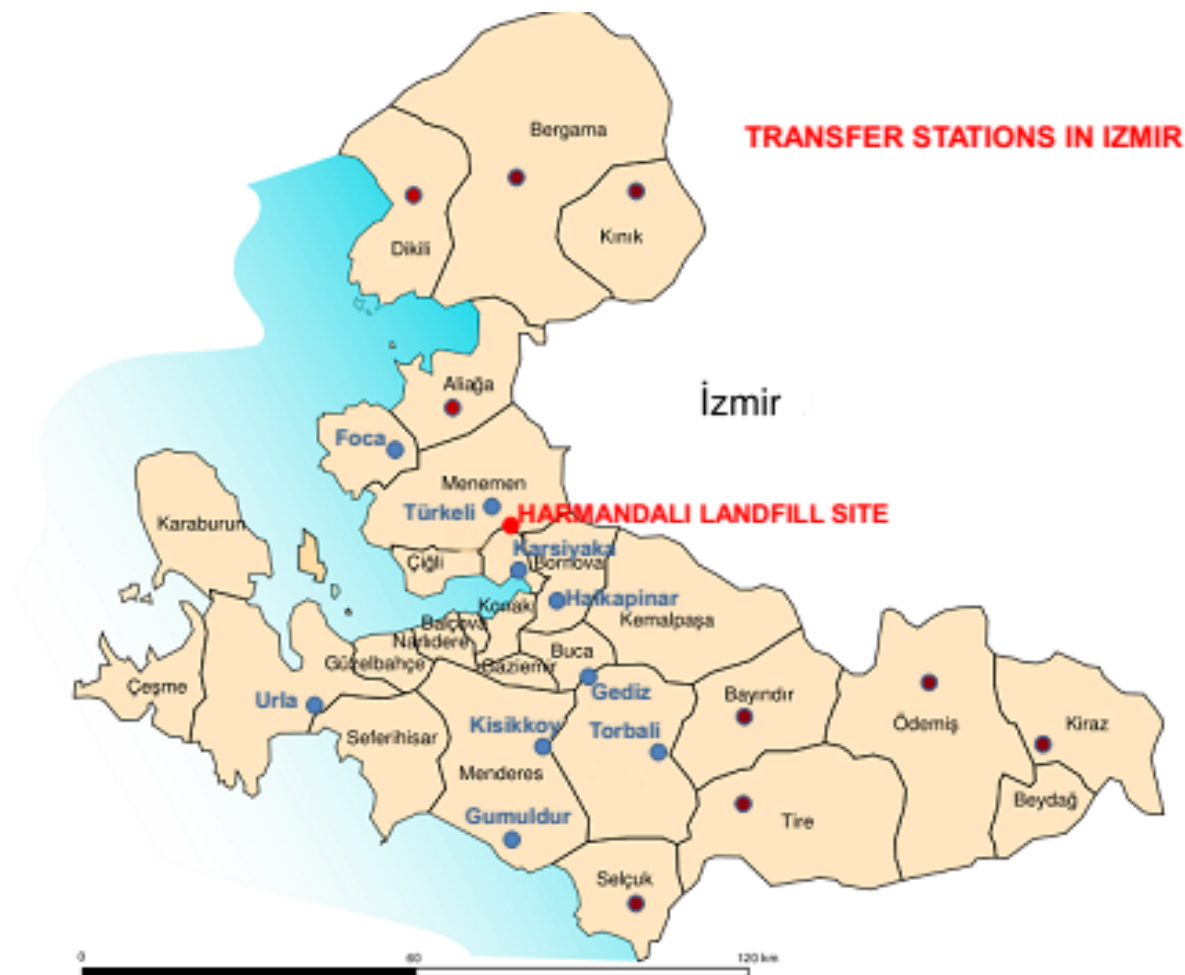 Bergama
TRANSFER STATIONS IN IZMIR
Kınık
Dikili
Aliağa
İzmir
Foca
Menemen
Türkeli
HARMANDALI LANDFILL SITE
Karaburun
Karsiyaka
Çiğli
Bornova
Konak
Halkapinar
Balçova
Kemalpaşa
Narlıdere
Buca
Güzelbahçe
Gaziemir
Çeşme
Urla
Gediz
Bayındır
Ödemiş
Kiraz
Kisikkoy
Torbali
Seferihisar
Menderes
Beydağ
Gumuldur
Tire
Selçuk
0 60 120 km